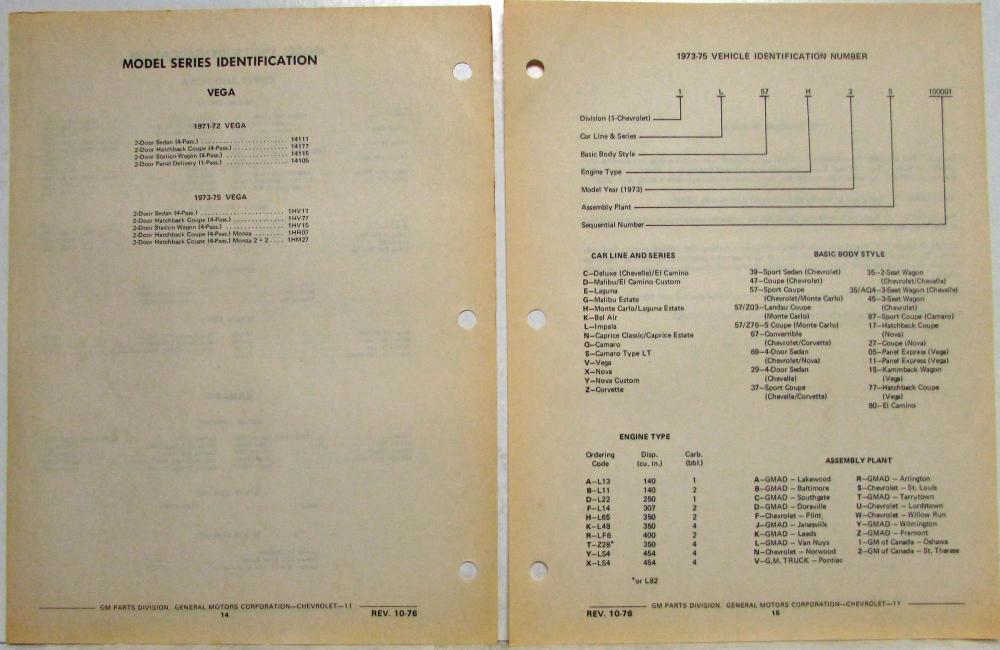 MODEL SERIES IDENTIFICATION
VEGA
1971-72 VEGA
2-Door Sedan (4-Pass.) . . . . . . . . . . . . . . . . . . . . . . 14111
2-Door Hatchback Coupe (4-Pass.) . . . . . . . . . . . . . . 14177
2-Door Station Wagon (4-Pass.) . . . . . . . . . . . . . . . . 14115
2-Door Panel Delivery (1-Pass.) . . . . . . . . . . . . . . . . 14105
1973-75 VEGA
2-Door Sedan (4-Pass.) . . . . . . . . . . . . . . . . . . . . . . 1HV11
2-Door Hatchback Coupe (4-Pass.) . . . . . . . . . . . . . . 1HV77
2-Door Station Wagon (4-Pass.) . . . . . . . . . . . . . . . . 1HV15
2-Door Hatchback Coupe (4-Pass.) Monza . . . . . . . . 1HR07
2-Door Hatchback Coupe (4-Pass.) Monza 2 + 2 . . . . 1HM27
GM PARTS DIVISION, GENERAL MOTORS CORPORATION—CHEVROLET—11
14
REV. 10-76
1973-75 VEHICLE IDENTIFICATION NUMBER
1 L 57 H 3 S 100001
Division (1-Chevrolet)
Car Line & Series
Basic Body Style
Engine Type
Model Year (1973)
Assembly Plant
Sequential Number
CAR LINE AND SERIES
C—Deluxe (Chevelle)/El Camino
D—Malibu/El Camino Custom
E—Laguna
G—Malibu Estate
H—Monte Carlo/Laguna Estate
K—Bel Air
L—Impala
N—Caprice Classic/Caprice Estate
Q—Camaro
S—Camaro Type LT
V—Vega
X—Nova
Y—Nova Custom
Z—Corvette
BASIC BODY STYLE
39—Sport Sedan (Chevrolet)
47—Coupe (Chevrolet)
57—Sport Coupe
(Chevrolet/Monte Carlo)
57/Z03—Landau Coupe
(Monte Carlo)
57/Z76—S Coupe (Monte Carlo)
67—Convertible
(Chevrolet/Corvette)
69—4-Door Sedan
(Chevrolet/Nova)
29—4-Door Sedan
(Chevelle)
37—Sport Coupe
(Chevelle/Corvette)
35—2-Seat Wagon
(Chevrolet/Chevelle)
35/AQ4—3-Seat Wagon (Chevelle)
45—3-Seat Wagon
(Chevrolet)
87—Sport Coupe (Camaro)
17—Hatchback Coupe
(Nova)
27—Coupe (Nova)
05—Panel Express (Vega)
11—Panel Express (Vega)
15—Kammback Wagon
(Vega)
77—Hatchback Coupe
(Vega)
80—El Camino
ENGINE TYPE
Ordering Disp. Carb.
Code (cu. in.) (bbl.)
A—L13 140 1
B—L11 140 2
D—L22 250 1
F—L14 307 2
H—L65 350 2
K—L48 350 4
R—LF6 400 2
T—Z28* 350 4
Y—LS4 454 4
X—LS4 454 4
*or L82
ASSEMBLY PLANT
A—GMAD — Lakewood
B—GMAD — Baltimore
C—GMAD — Southgate
D—GMAD — Doraville
F—Chevrolet — Flint
J—GMAD — Janesville
K—GMAD — Leeds
L—GMAD — Van Nuys
N—Chevrolet — Norwood
V—G.M. TRUCK — Pontiac
R—GMAD — Arlington
S—Chevrolet — St. Louis
T—GMAD — Tarrytown
U—Chevrolet — Lordstown
W—Chevrolet — Willow Run
Y—GMAD — Wilmington
Z—GMAD — Fremont
1—GM of Canada — Oshawa
2—GM of Canada — St. Therese
GM PARTS DIVISION, GENERAL MOTORS CORPORATION—CHEVROLET—11
REV. 10-76
15